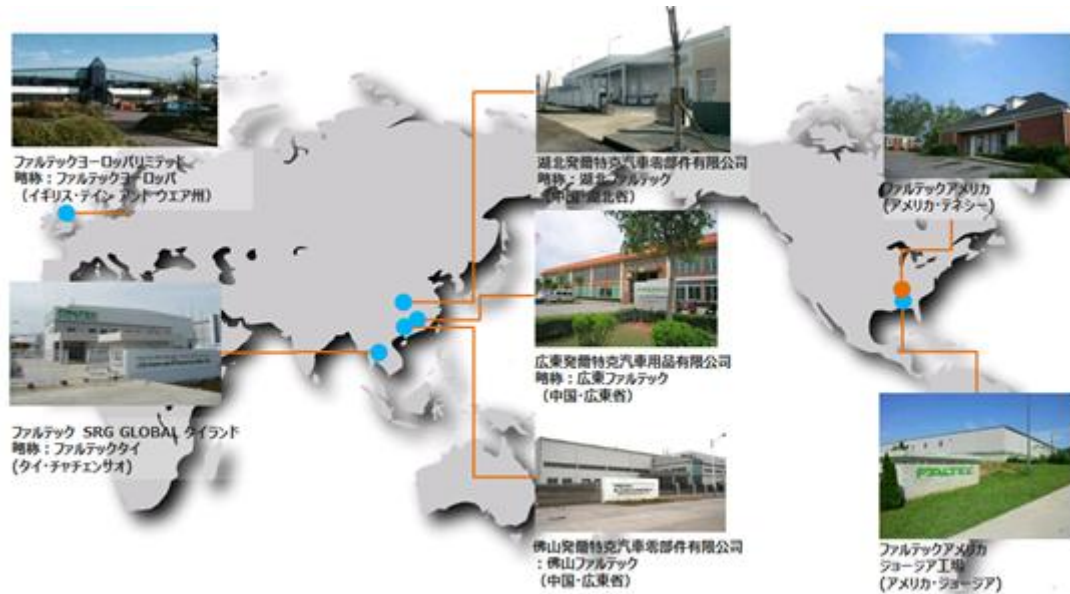 ファルテックヨーロッパリミテッド
略称：ファルテックヨーロッパ
（イギリス・テイン アンド ウエア州）
湖北発爾特克汽車零部件有限公司
略称：湖北ファルテック
（中国・湖北省）
ファルテックアメリカ
(アメリカ・テネシー)
広東発爾特克汽車用品有限公司
略称：広東ファルテック
（中国・広東省）
ファルテック SRG GLOBAL タイランド
略称：ファルテックタイ
(タイ・チャチェンサオ)
佛山発爾特克汽車零部件有限公司
：佛山ファルテック
（中国・広東省）
FALTEC
ファルテックアメリカ
ジョージア工場
(アメリカ・ジョージア)